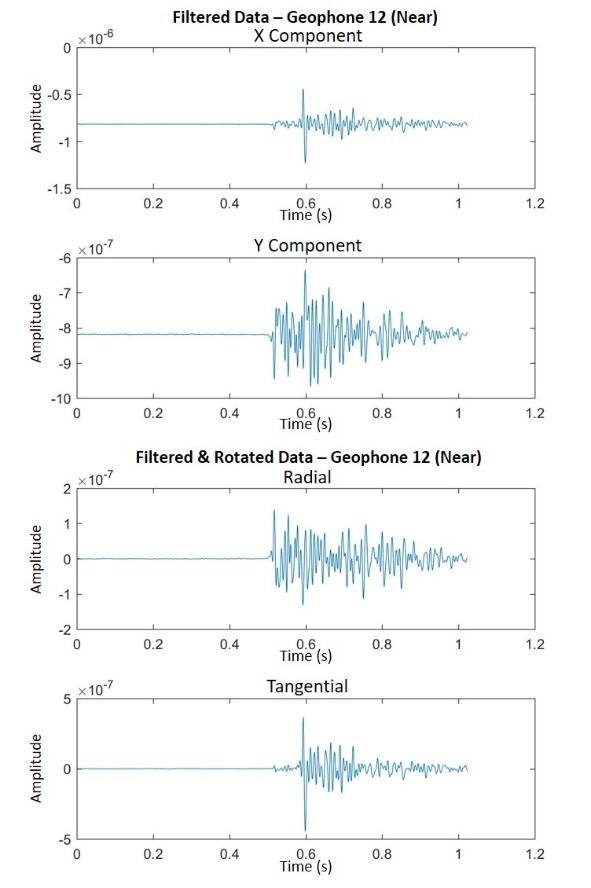 Filtered Data – Geophone 12 (Near)
X Component
×10-6
0
-0.5
-1
-1.5
Amplitude
0 0.2 0.4 0.6 0.8 1 1.2
Time (s)
Y Component
×10-7
-6
-7
-8
-9
-10
Amplitude
0 0.2 0.4 0.6 0.8 1 1.2
Time (s)
Filtered & Rotated Data – Geophone 12 (Near)
Radial
×10-7
2
1
0
-1
-2
Amplitude
0 0.2 0.4 0.6 0.8 1 1.2
Time (s)
Tangential
×10-7
5
0
-5
Amplitude
0 0.2 0.4 0.6 0.8 1 1.2
Time (s)